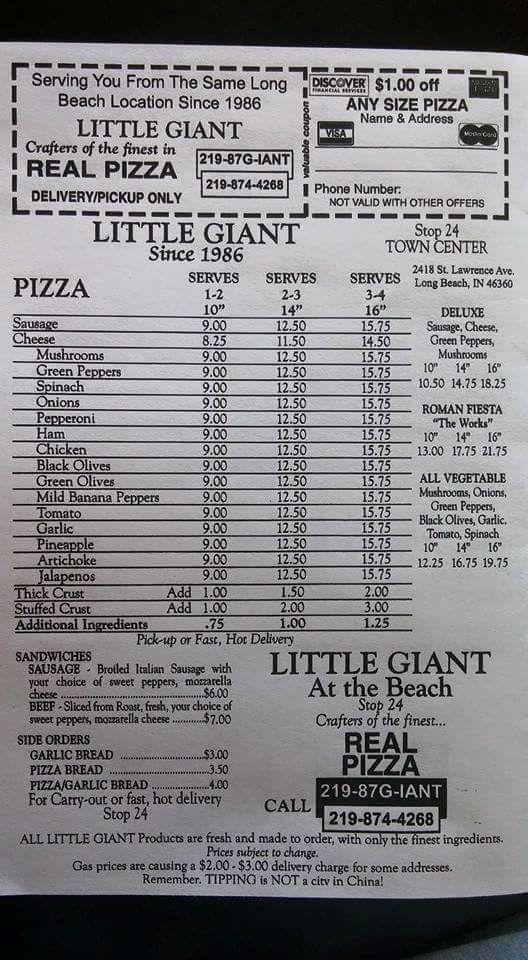 Serving You From The Same Long
Beach Location Since 1986
LITTLE GIANT
Crafters of the finest in
REAL PIZZA
DELIVERY/PICKUP ONLY
219-87G-IANT
219-874-4268
valuable coupon
DISCOVER
FINANCIAL SERVICES
$1.00 off
ANY SIZE PIZZA
Name & Address
VISA
MasterCard
Phone Number:
NOT VALID WITH OTHER OFFERS
LITTLE GIANT
Since 1986
Stop 24
TOWN CENTER
2418 St. Lawrence Ave.
Long Beach, IN 46360
PIZZA
SERVES SERVES SERVES
1-2 2-3 3-4
10" 14" 16"
Sausage 9.00 12.50 15.75
Cheese 8.25 11.50 14.50
Mushrooms 9.00 12.50 15.75
Green Peppers 9.00 12.50 15.75
Spinach 9.00 12.50 15.75
Onions 9.00 12.50 15.75
Pepperoni 9.00 12.50 15.75
Ham 9.00 12.50 15.75
Chicken 9.00 12.50 15.75
Black Olives 9.00 12.50 15.75
Green Olives 9.00 12.50 15.75
Mild Banana Peppers 9.00 12.50 15.75
Tomato 9.00 12.50 15.75
Garlic 9.00 12.50 15.75
Pineapple 9.00 12.50 15.75
Artichoke 9.00 12.50 15.75
Jalapenos 9.00 12.50 15.75
Thick Crust Add 1.00 1.50 2.00
Stuffed Crust Add 1.00 2.00 3.00
Additional Ingredients .75 1.00 1.25
Pick-up or Fast, Hot Delivery
DELUXE
Sausage, Cheese,
Green Peppers,
Mushrooms
10" 14" 16"
10.50 14.75 18.25
ROMAN FIESTA
"The Works"
10" 14" 16"
13.00 17.75 21.75
ALL VEGETABLE
Mushrooms, Onions,
Green Peppers,
Black Olives, Garlic.
Tomato, Spinach
10" 14" 16"
12.25 16.75 19.75
SANDWICHES
SAUSAGE - Broiled Italian Sausage with
your choice of sweet peppers, mozzarella
cheese ..........................................$6.00
BEEF - Sliced from Roast, fresh, your choice of
sweet peppers, mozzarella cheese ...........$7.00
SIDE ORDERS
GARLIC BREAD .....................$3.00
PIZZA BREAD ..........................3.50
PIZZA/GARLIC BREAD ................4.00
For Carry-out or fast, hot delivery
Stop 24
LITTLE GIANT
At the Beach
Stop 24
Crafters of the finest...
REAL
PIZZA
CALL
219-87G-IANT
219-874-4268
ALL LITTLE GIANT Products are fresh and made to order, with only the finest ingredients.
Prices subject to change.
Gas prices are causing a $2.00 - $3.00 delivery charge for some addresses.
Remember. TIPPING is NOT a city in China!